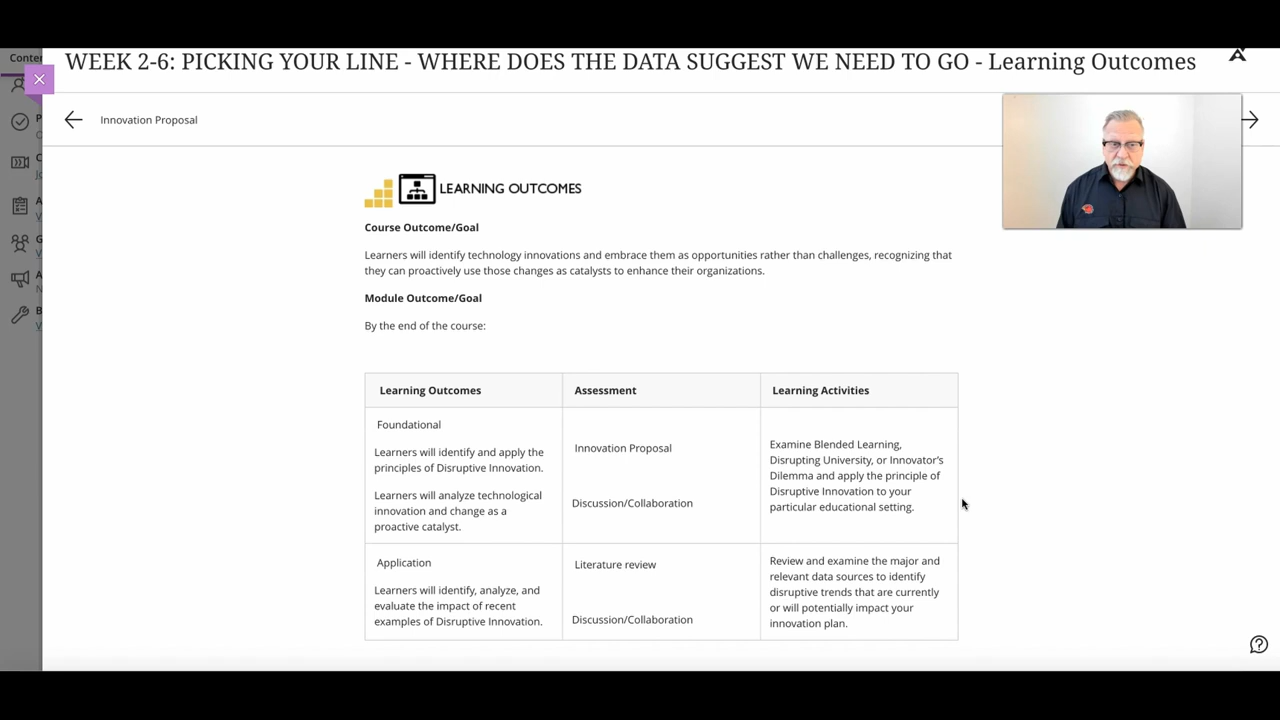 Conte
WEEK 2-6: PICKING YOUR LINE - WHERE DOES THE DATA SUGGEST WE NEED TO GO - Learning Outcomes
Innovation Proposal
P
C
A
V
G
V
A
N
B
V
LEARNING OUTCOMES
Course Outcome/Goal
Learners will identify technology innovations and embrace them as opportunities rather than challenges, recognizing that
they can proactively use those changes as catalysts to enhance their organizations.
Module Outcome/Goal
By the end of the course:
Learning Outcomes
Assessment
Learning Activities
Foundational
Learners will identify and apply the
principles of Disruptive Innovation.
Learners will analyze technological
innovation and change as a
proactive catalyst.
Innovation Proposal
Discussion/Collaboration
Examine Blended Learning,
Disrupting University, or Innovator's
Dilemma and apply the principle of
Disruptive Innovation to your
particular educational setting.
Application
Learners will identify, analyze, and
evaluate the impact of recent
examples of Disruptive Innovation.
Literature review
Discussion/Collaboration
Review and examine the major and
relevant data sources to identify
disruptive trends that are currently
or will potentially impact your
innovation plan.